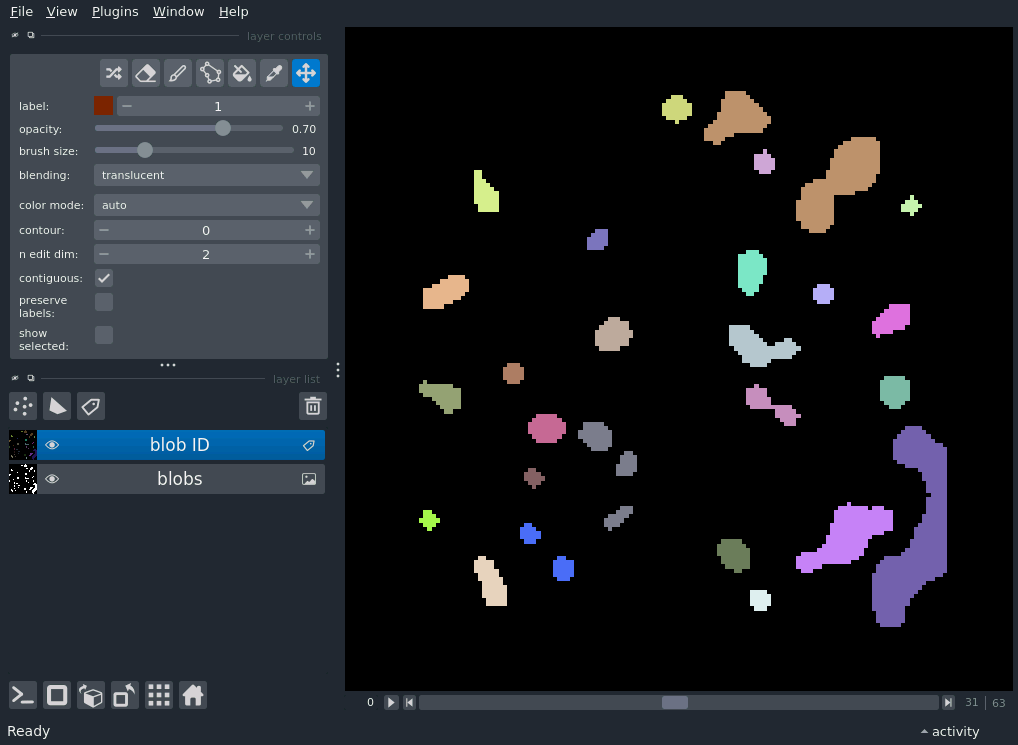 File View Plugins Window Help
layer controls
label: 1
opacity: 0.70
brush size: 10
blending: translucent
color mode: auto
contour: 0
n edit dim: 2
contiguous:
preserve
labels:
show
selected:
layer list
blob ID
blobs
0 31 | 63
Ready activity